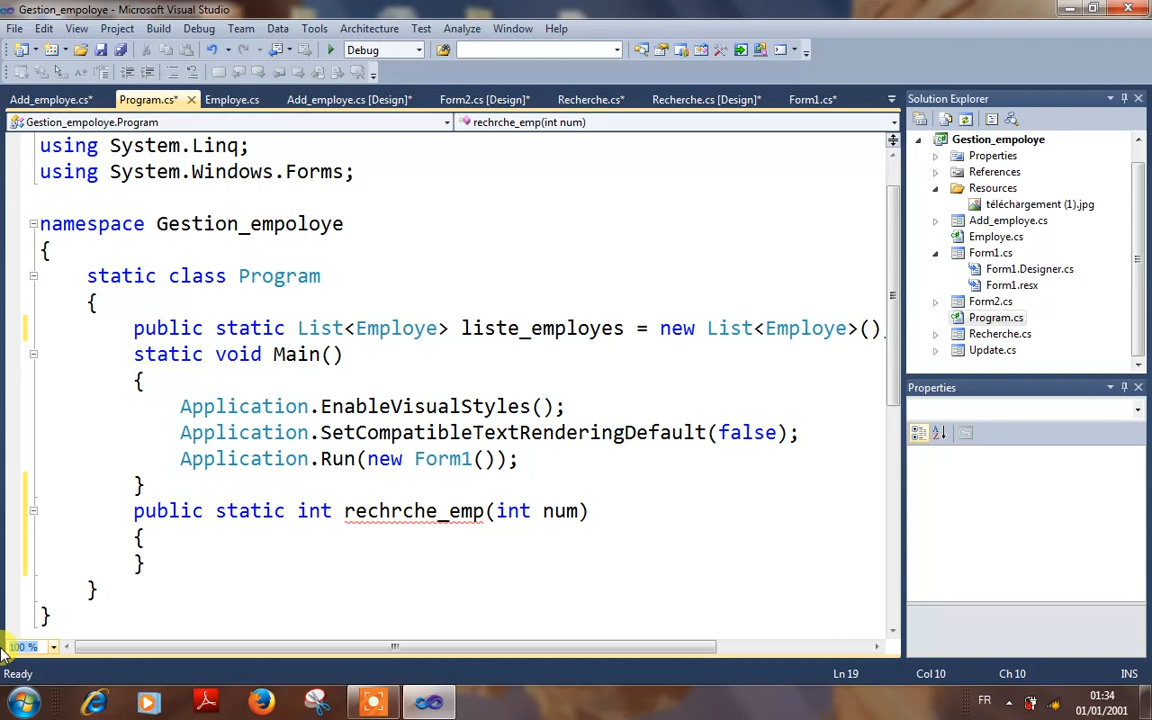 Gestion_empoloye - Microsoft Visual Studio
File Edit View Project Build Debug Team Data Tools Architecture Test Analyze Window Help
Debug
Add_employe.cs* Program.cs* Employe.cs Add_employe.cs [Design]* Form2.cs [Design]* Recherche.cs* Recherche.cs [Design]* Form1.cs*
Gestion_empoloye.Program rechrche_emp(int num)
using System.Linq;
using System.Windows.Forms;
namespace Gestion_empoloye
{
static class Program
{
public static List<Employe> liste_employes = new List<Employe>()
static void Main()
{
Application.EnableVisualStyles();
Application.SetCompatibleTextRenderingDefault(false);
Application.Run(new Form1());
}
public static int rechrche_emp(int num)
{
}
}
}
100 %
Solution Explorer
Gestion_empoloye
Properties
References
Resources
téléchargement (1).jpg
Add_employe.cs
Employe.cs
Form1.cs
Form1.Designer.cs
Form1.resx
Form2.cs
Program.cs
Recherche.cs
Update.cs
Properties
Ready Ln 19 Col 10 Ch 10 INS
FR 01:34
01/01/2001